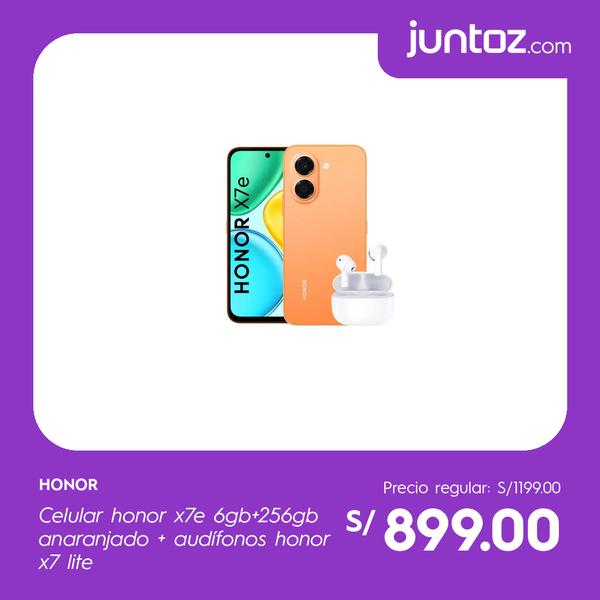 juntoz.com
HONOR X7e
HONOR
HONOR
Celular honor x7e 6gb+256gb
anaranjado + audífonos honor
x7 lite
Precio regular: S/1199.00
S/ 899.00